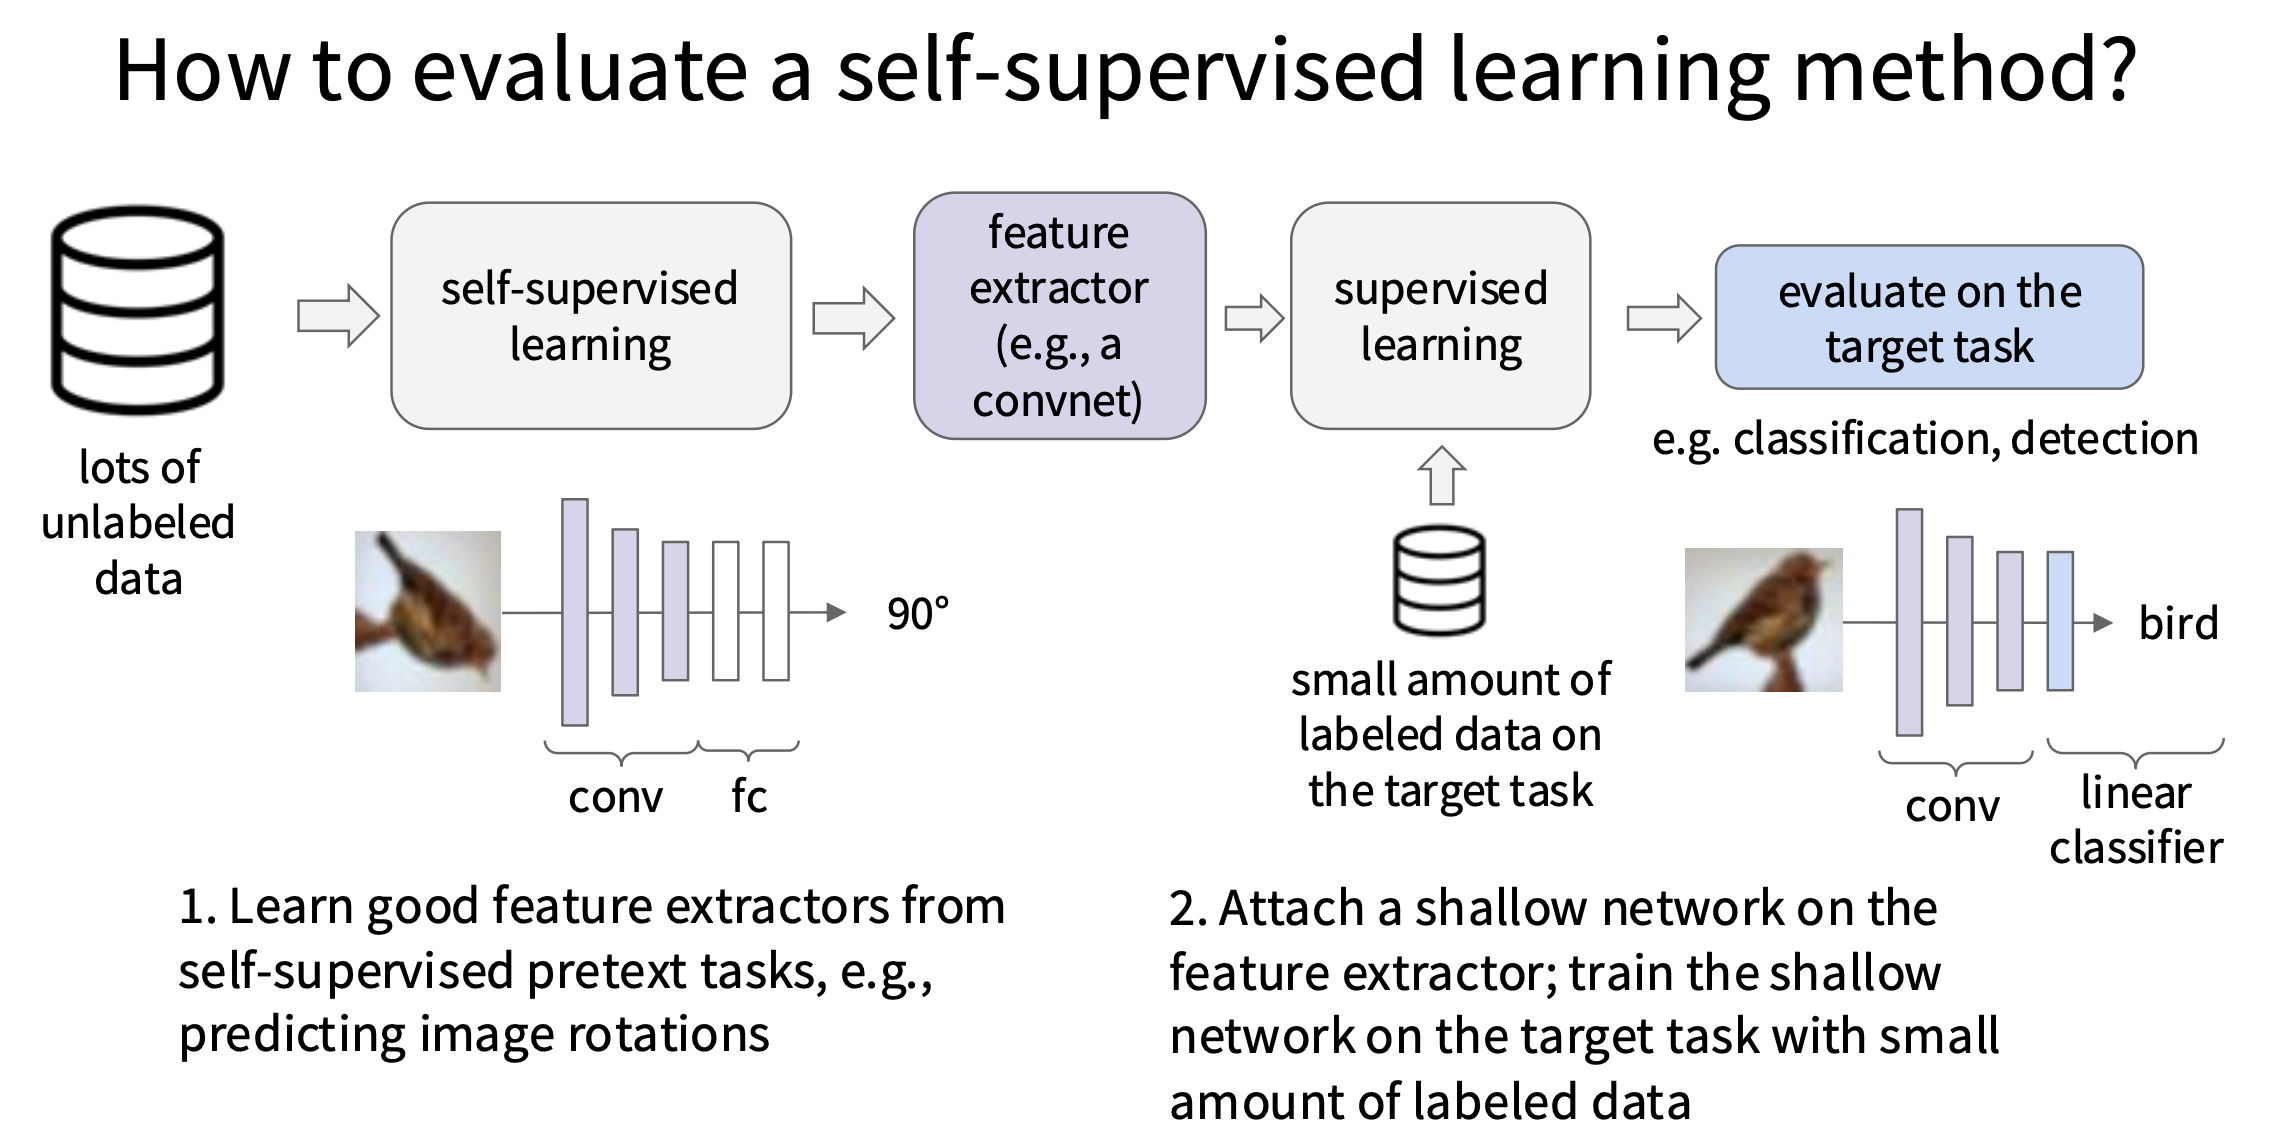 How to evaluate a self-supervised learning method?
lots of
unlabeled
data
self-supervised
learning
feature
extractor
(e.g., a
convnet)
supervised
learning
evaluate on the
target task
e.g. classification, detection
90°
conv
fc
small amount of
labeled data on
the target task
bird
conv
linear
classifier
1. Learn good feature extractors from
self-supervised pretext tasks, e.g.,
predicting image rotations
2. Attach a shallow network on the
feature extractor; train the shallow
network on the target task with small
amount of labeled data